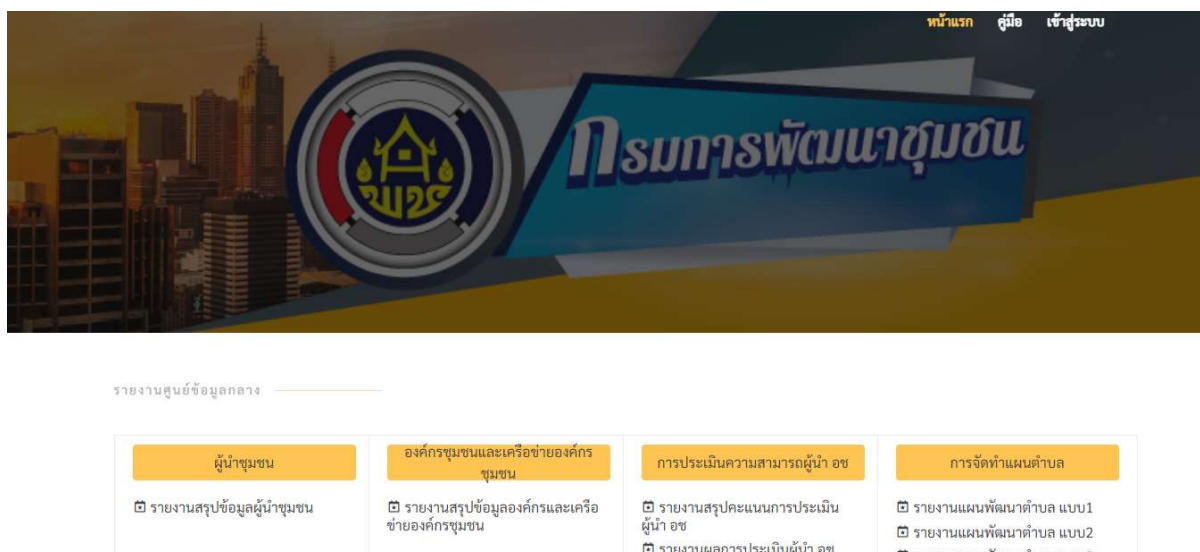 หน้าแรก คู่มือ เข้าสู่ระบบ
กรมการพัฒนาชุมชน
พช
รายงานศูนย์ข้อมูลกลาง
ผู้นำชุมชน
รายงานสรุปข้อมูลผู้นำชุมชน
องค์กรชุมชนและเครือข่ายองค์กร
ชุมชน
รายงานสรุปข้อมูลองค์กรและเครือ
ข่ายองค์กรชุมชน
การประเมินความสามารถผู้นำ อช
รายงานสรุปคะแนนการประเมิน
ผู้นำ อช
รายงานผลการประเมินผู้นำ อช
การจัดทำแผนตำบล
รายงานแผนพัฒนาตำบล แบบ1
รายงานแผนพัฒนาตำบล แบบ2